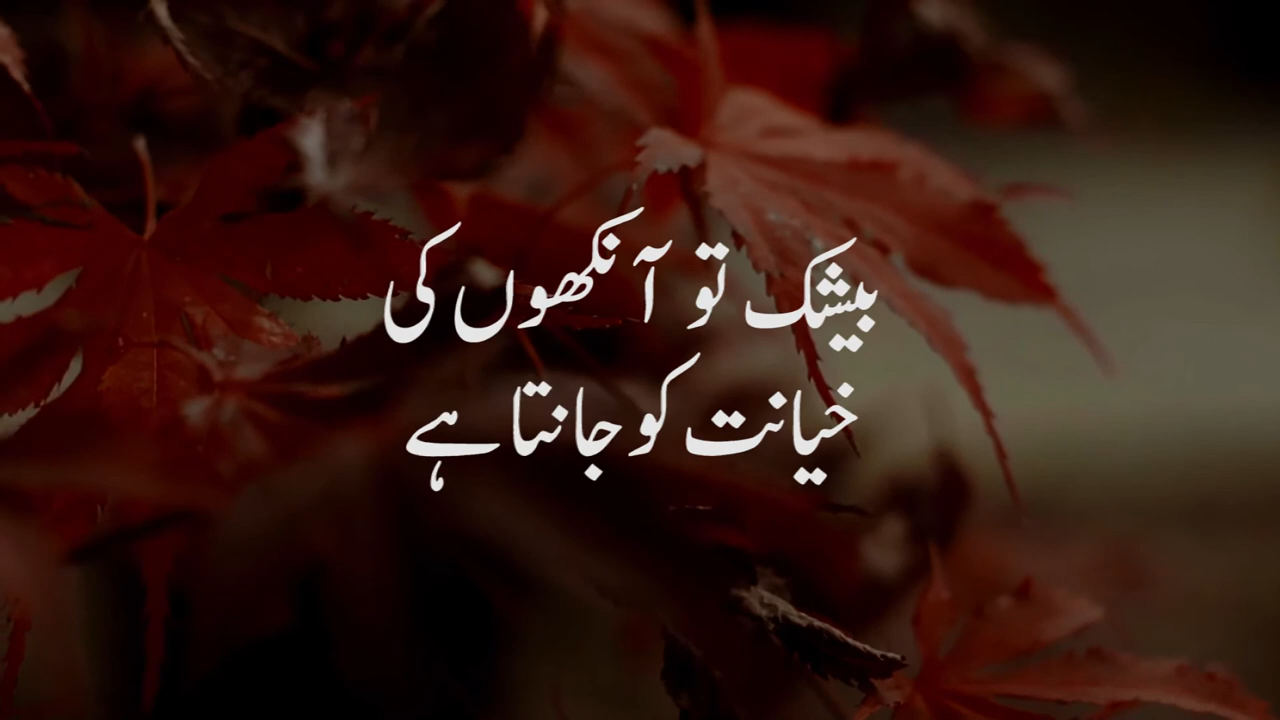 بیشک تو آنکھوں کی
خیانت کو جانتا ہے